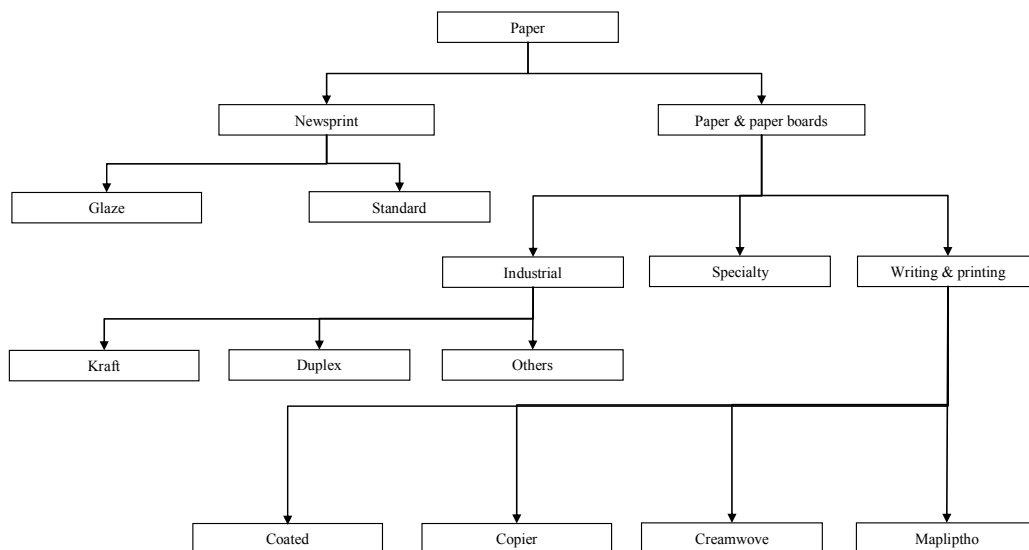 Paper
Newsprint
Paper & paper boards
Glaze
Standard
Industrial
Specialty
Writing & printing
Kraft
Duplex
Others
Coated
Copier
Creamwove
Mapliptho